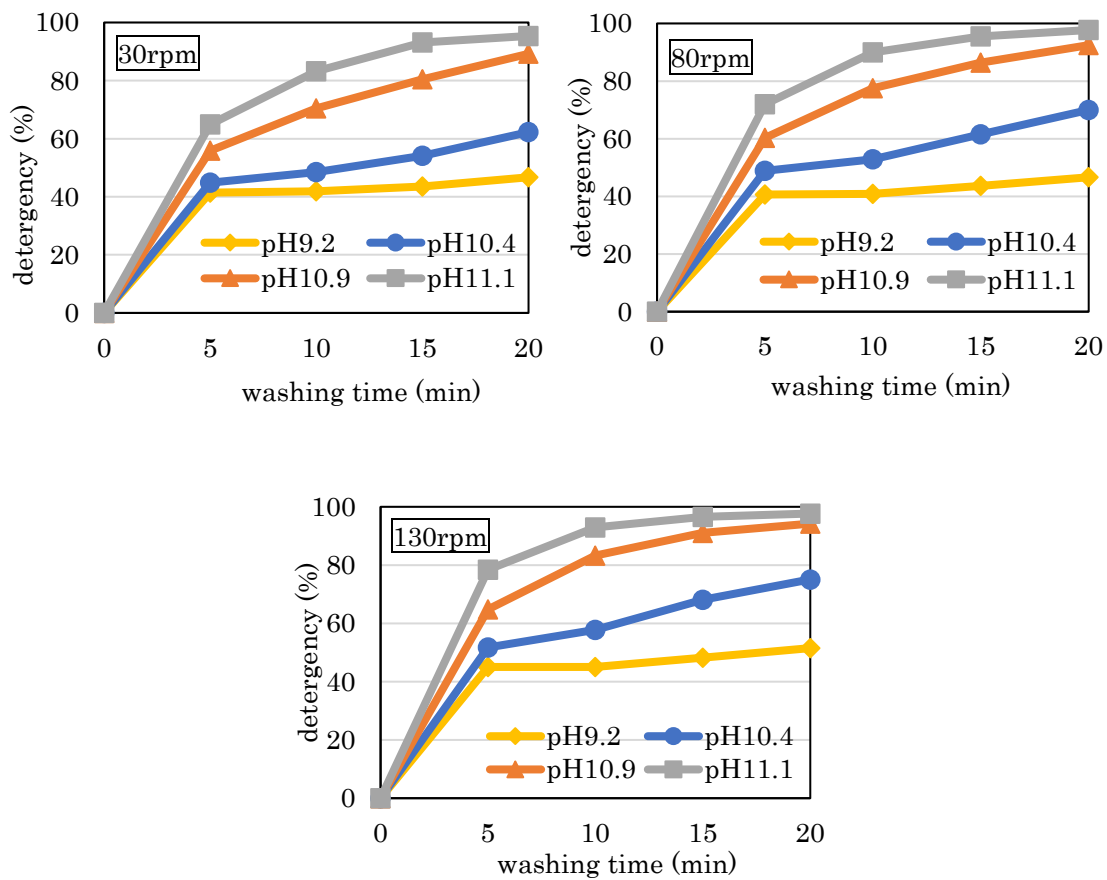 30rpm
detergency (%)
100
80
60
40
20
0
pH9.2 pH10.4
pH10.9 pH11.1
0 5 10 15 20
washing time (min)
80rpm
detergency (%)
100
80
60
40
20
0
pH9.2 pH10.4
pH10.9 pH11.1
0 5 10 15 20
washing time (min)
130rpm
detergency (%)
100
80
60
40
20
0
pH9.2 pH10.4
pH10.9 pH11.1
0 5 10 15 20
washing time (min)